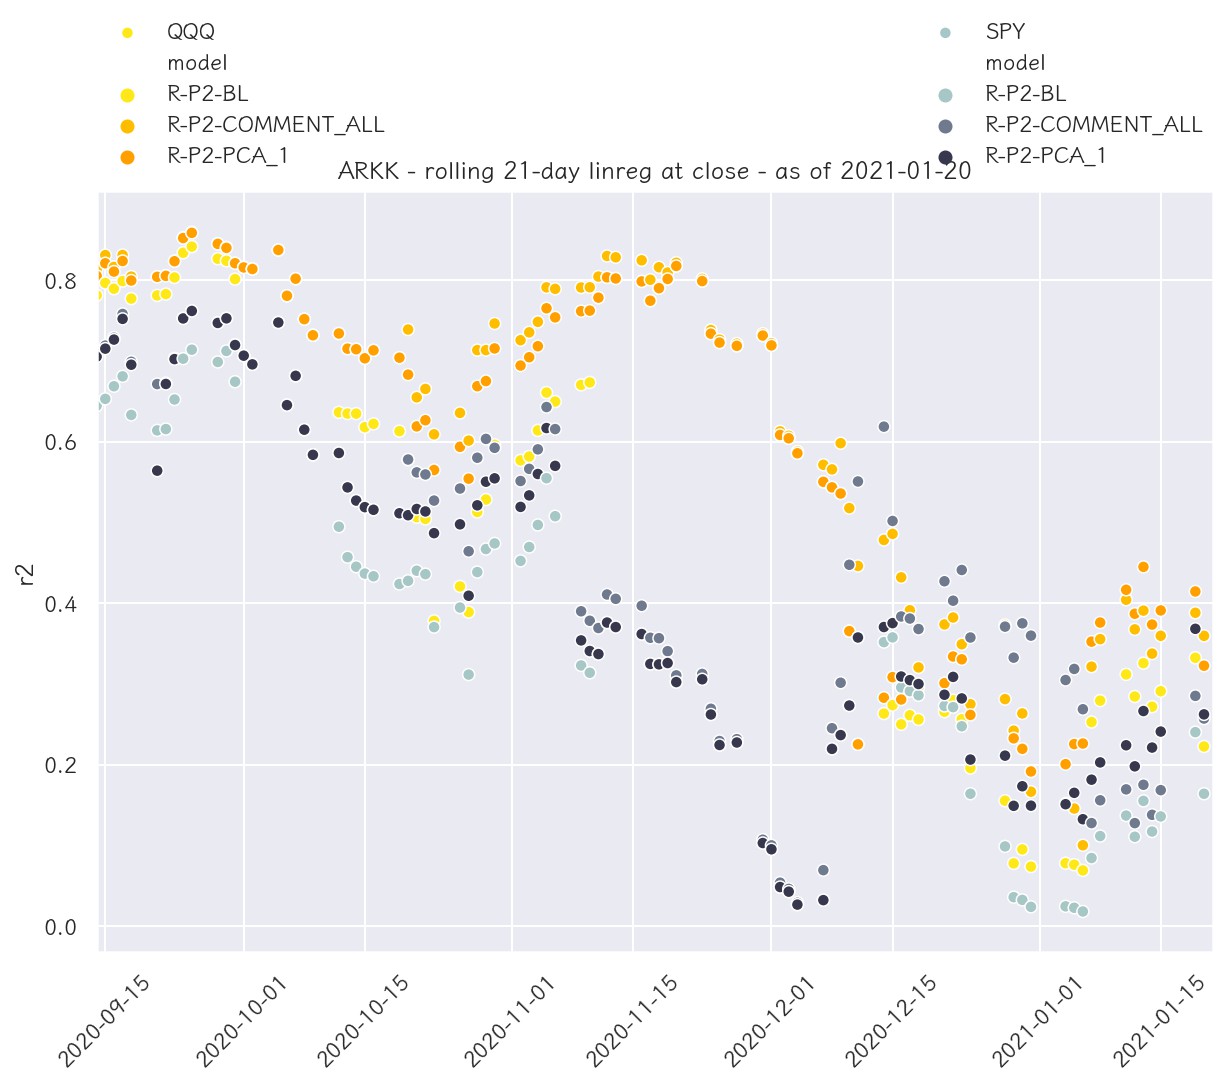 QQQ
model
R-P2-BL
R-P2-COMMENT_ALL
R-P2-PCA_1
SPY
model
R-P2-BL
R-P2-COMMENT_ALL
R-P2-PCA_1
ARKK - rolling 21-day linreg at close - as of 2021-01-20
r2
0.8
0.6
0.4
0.2
0.0
2020-09-15
2020-10-01
2020-10-15
2020-11-01
2020-11-15
2020-12-01
2020-12-15
2021-01-01
2021-01-15